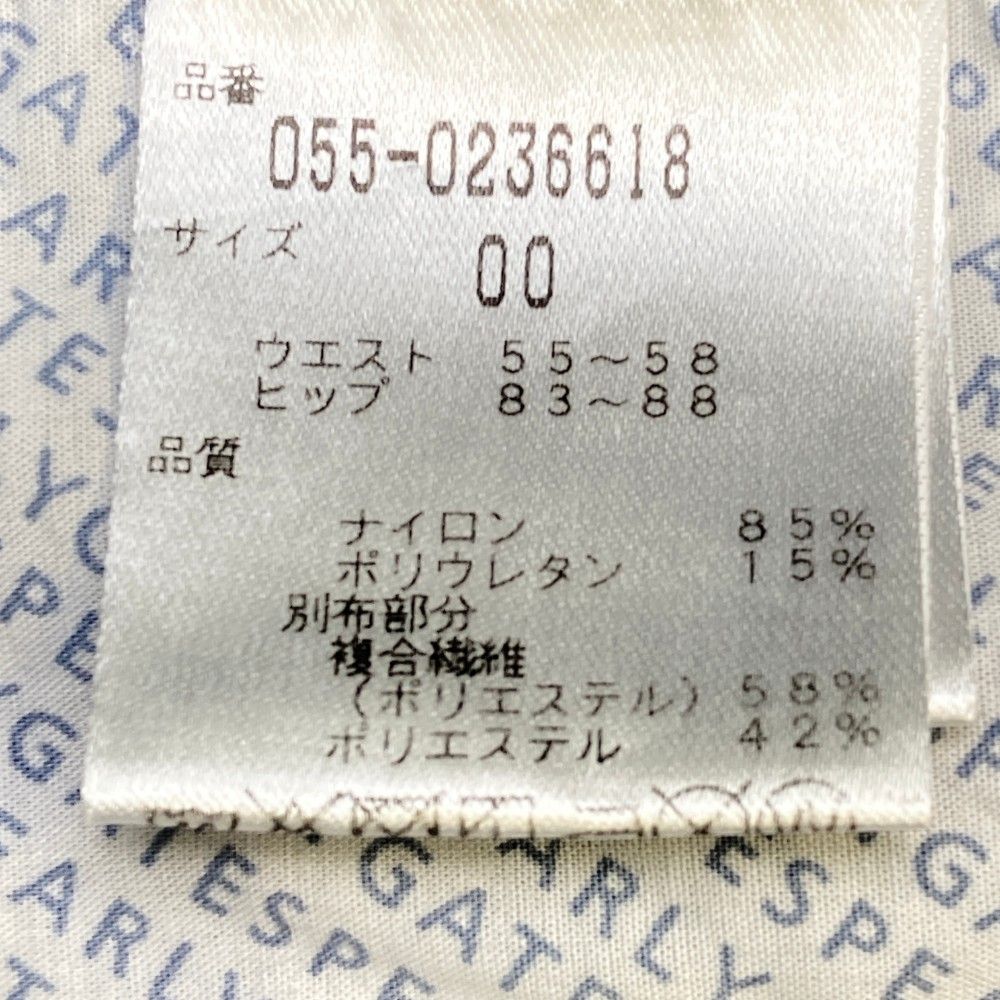 品番
055-0236618
サイズ
00
ウエスト 55～58
ヒップ 83～88
品質
ナイロン 85%
ポリウレタン 15%
別布部分
複合繊維
(ポリエステル) 58%
ポリエステル 42%
PEARLY GATES